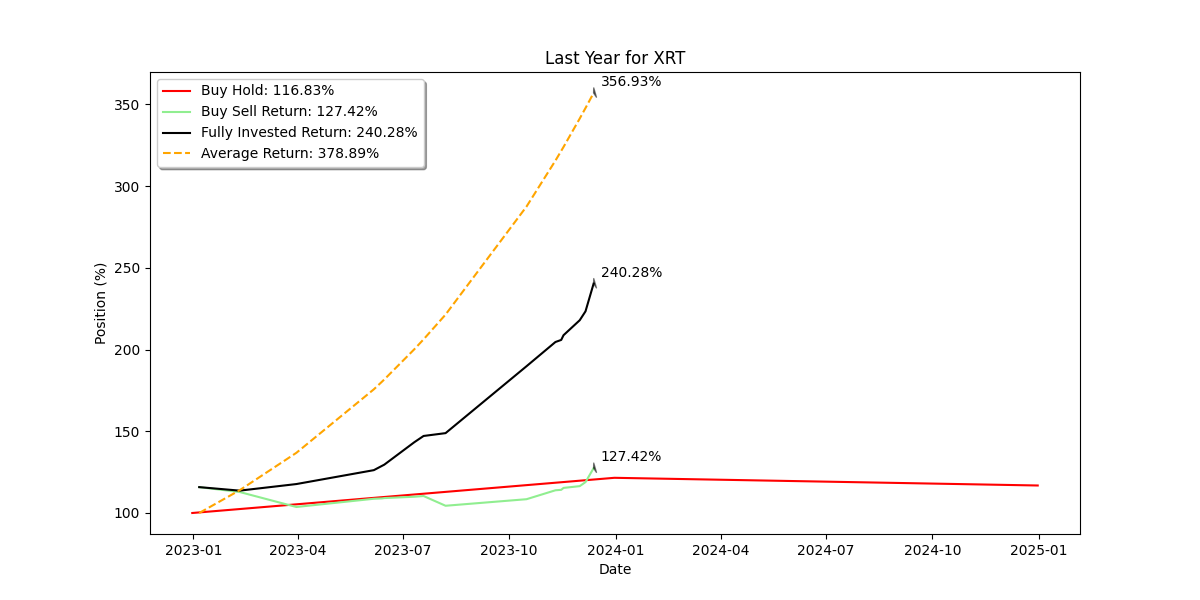 Last Year for XRT
Buy Hold: 116.83%
Buy Sell Return: 127.42%
Fully Invested Return: 240.28%
Average Return: 378.89%
356.93%
240.28%
127.42%
350
300
250
200
150
100
Position (%)
2023-01
2023-04
2023-07
2023-10
2024-01
2024-04
2024-07
2024-10
2025-01
Date